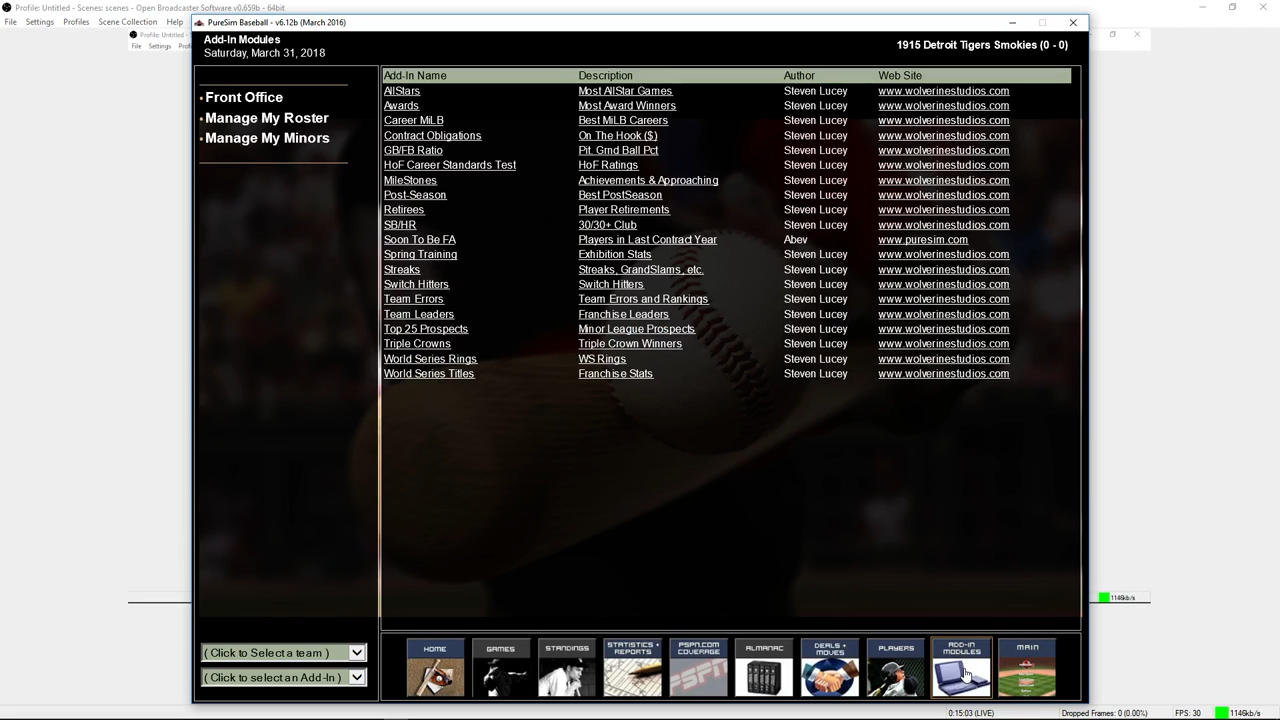 Profile: Untitled - Scenes: scenes - Open Broadcaster Software v0.659b - 64bit
File Settings Profiles Scene Collection Help
Profile: Untitled -
File Settings
PureSim Baseball - v6.12b (March 2016)
Add-In Modules
Saturday, March 31, 2018
1915 Detroit Tigers Smokies (0 - 0)
Front Office
Manage My Roster
Manage My Minors
Add-In Name Description Author Web Site
AllStars Most AllStar Games Steven Lucey www.wolverinestudios.com
Awards Most Award Winners Steven Lucey www.wolverinestudios.com
Career MiLB Best MiLB Careers Steven Lucey www.wolverinestudios.com
Contract Obligations On The Hook ($) Steven Lucey www.wolverinestudios.com
GB/FB Ratio Pit. Grnd Ball Pct Steven Lucey www.wolverinestudios.com
HoF Career Standards Test HoF Ratings Steven Lucey www.wolverinestudios.com
MileStones Achievements & Approaching Steven Lucey www.wolverinestudios.com
Post-Season Best PostSeason Steven Lucey www.wolverinestudios.com
Retirees Player Retirements Steven Lucey www.wolverinestudios.com
SB/HR 30/30+ Club Steven Lucey www.wolverinestudios.com
Soon To Be FA Players in Last Contract Year Abev www.puresim.com
Spring Training Exhibition Stats Steven Lucey www.wolverinestudios.com
Streaks Streaks, GrandSlams, etc. Steven Lucey www.wolverinestudios.com
Switch Hitters Switch Hitters Steven Lucey www.wolverinestudios.com
Team Errors Team Errors and Rankings Steven Lucey www.wolverinestudios.com
Team Leaders Franchise Leaders Steven Lucey www.wolverinestudios.com
Top 25 Prospects Minor League Prospects Steven Lucey www.wolverinestudios.com
Triple Crowns Triple Crown Winners Steven Lucey www.wolverinestudios.com
World Series Rings WS Rings Steven Lucey www.wolverinestudios.com
World Series Titles Franchise Stats Steven Lucey www.wolverinestudios.com
1146kb/s
( Click to Select a team )
( Click to select an Add-In )
HOME GAMES STANDINGS STATISTICS + REPORTS PSPN.COM COVERAGE ALMANAC DEALS + MOVES PLAYERS ADD-IN MODULES MAIN
0:15:03 (LIVE) Dropped Frames: 0 (0.00%) FPS: 30 1146kb/s